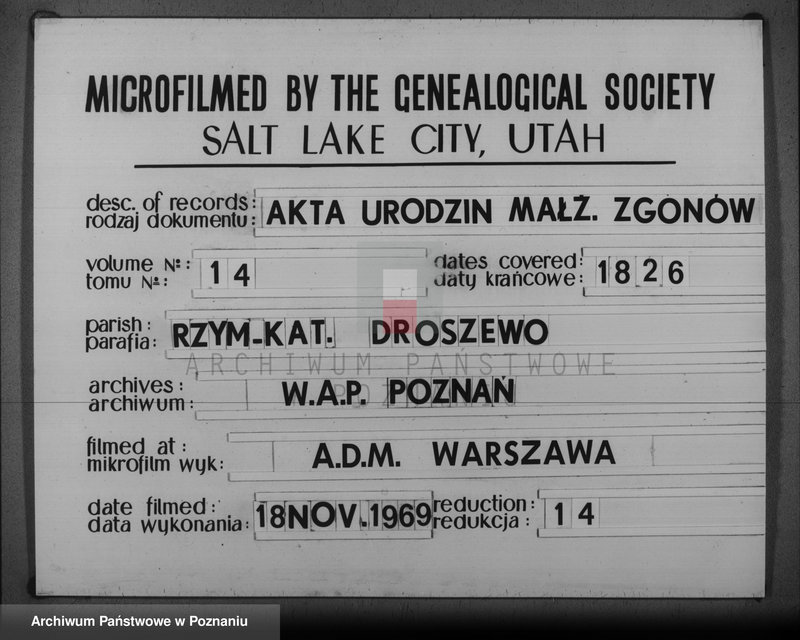 MICROFILMED BY THE GENEALOGICAL SOCIETY
SALT LAKE CITY, UTAH
desc. of records:
rodzaj dokumentu:
AKTA URODZIN MAŁŻ. ZGONÓW
volume №:
tomu №:
14
dates covered:
daty krańcowe:
1826
parish:
parafia:
RZYM-KAT. DROSZEWO
ARCHIWUM PAŃSTWOWE
archives:
archiwum:
W.A.P. POZNAŃ
filmed at:
mikrofilm wyk:
A.D.M. WARSZAWA
date filmed:
data wykonania:
18 NOV. 1969
reduction:
redukcja:
14
Archiwum Państwowe w Poznaniu